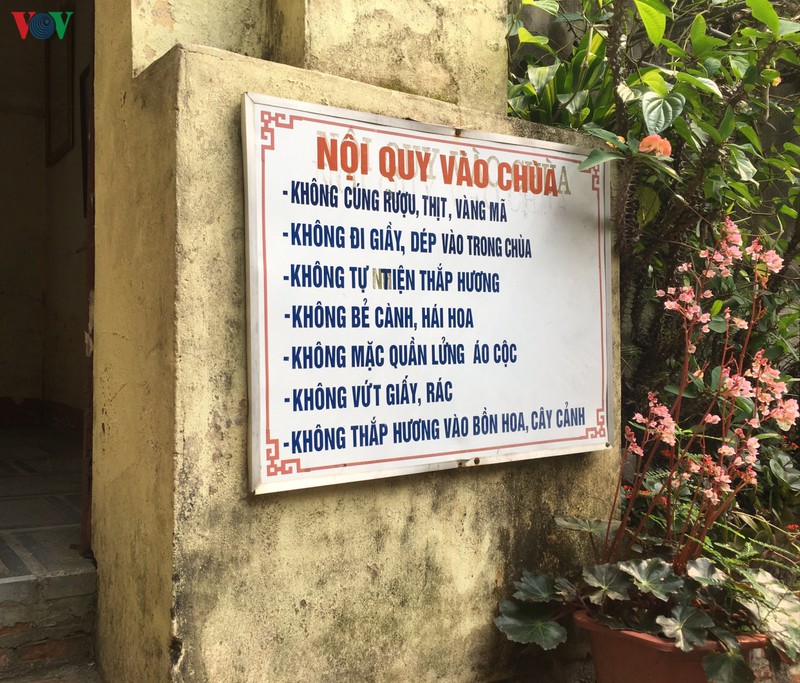 VOV
NỘI QUY VÀO CHÙA
-KHÔNG CÚNG RƯỢU, THỊT, VÀNG MÃ
-KHÔNG ĐI GIẦY, DÉP VÀO TRONG CHÙA
-KHÔNG TỰ TIỆN THẮP HƯƠNG
-KHÔNG BẺ CÀNH, HÁI HOA
-KHÔNG MẶC QUẦN LỬNG ÁO CỘC
-KHÔNG VỨT GIẤY, RÁC
-KHÔNG THẮP HƯƠNG VÀO BỒN HOA, CÂY CẢNH